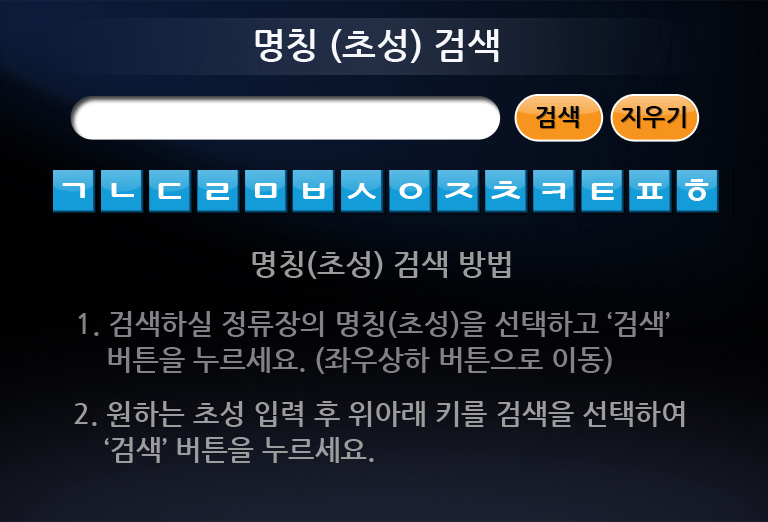 명칭 (초성) 검색
검색 지우기
ㄱ ㄴ ㄷ ㄹ ㅁ ㅂ ㅅ ㅇ ㅈ ㅊ ㅋ ㅌ ㅍ ㅎ
명칭(초성) 검색 방법
1. 검색하실 정류장의 명칭(초성)을 선택하고 ‘검색’
버튼을 누르세요. (좌우상하 버튼으로 이동)
2. 원하는 초성 입력 후 위아래 키를 검색을 선택하여
‘검색’ 버튼을 누르세요.